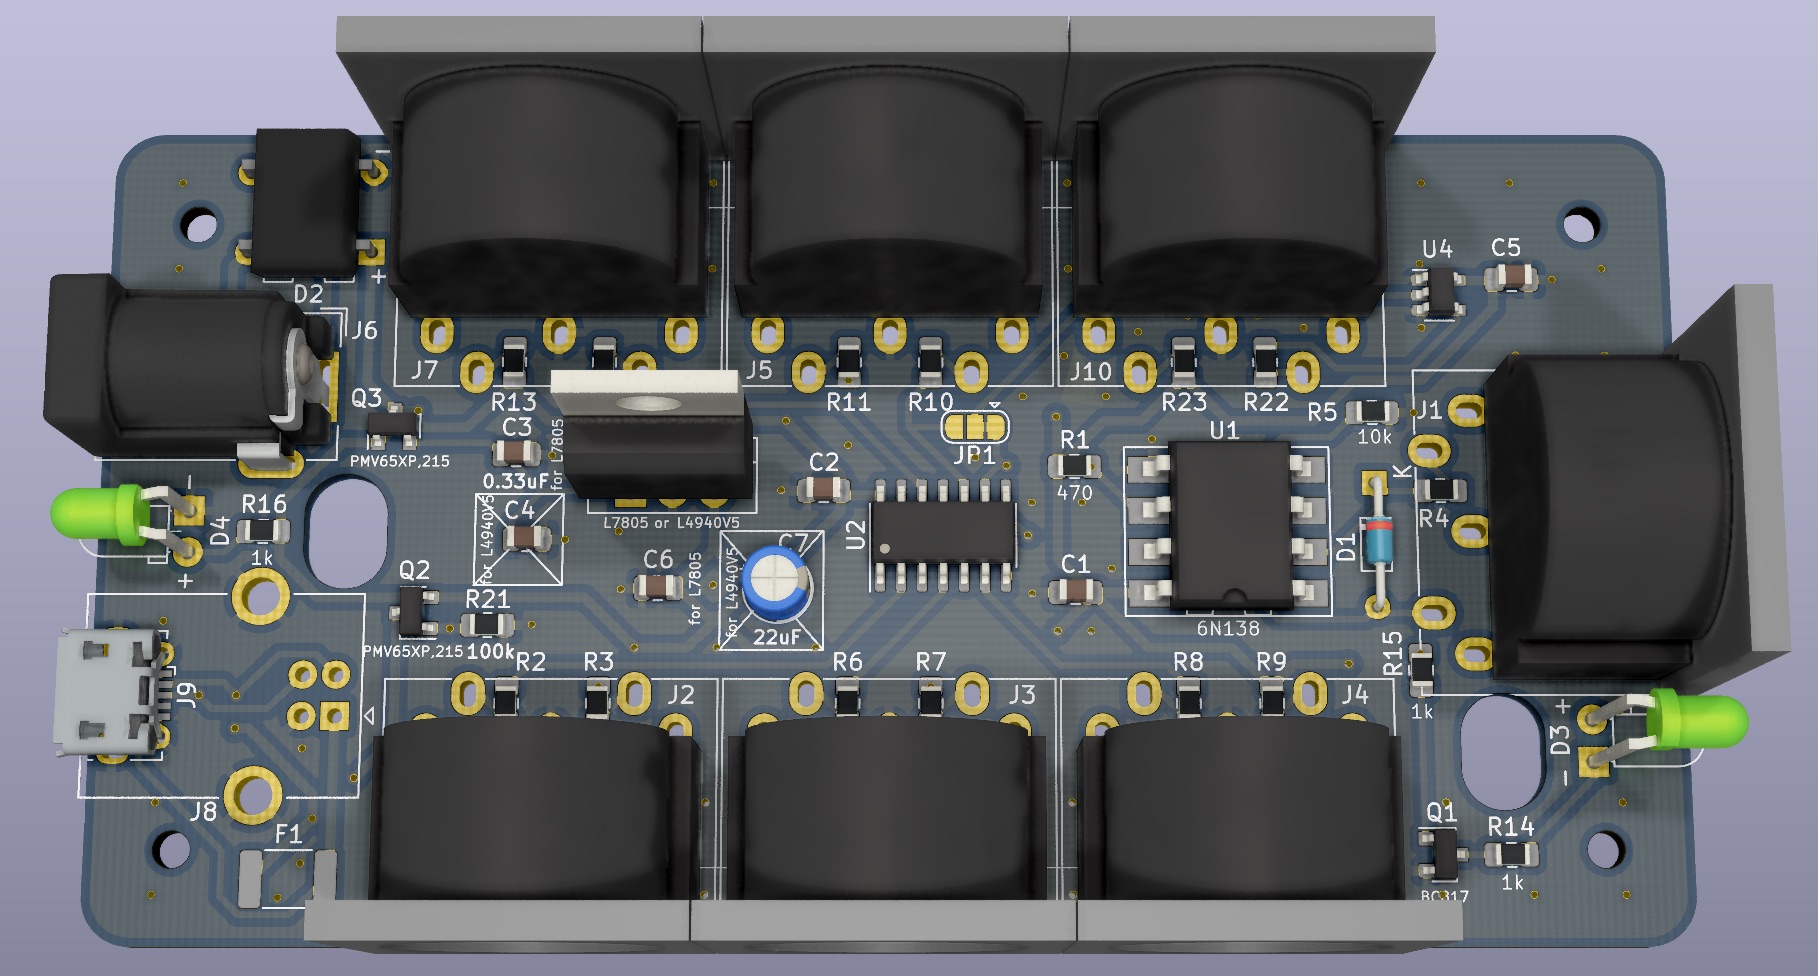 D2
+
J6
J7
J5
J10
U4
C5
R13
R11
R10
R23
R22
R5
10k
J1
K
Q3
PMV65XP,215
C3
0.33uF
for L7805
C2
JP1
R1
470
U1
R4
-
D4
+
R16
1k
C4
for L4940V5
L7805 or L4940V5
U2
D1
Q2
PMV65XP,215
R21
100k
C6
for L7805
C7
for L4940V5
22uF
C1
6N138
R15
1k
R2
R3
J2
R6
R7
J3
R8
R9
J4
J9
J8
F1
D3
+
-
Q1
BC817
R14
1k